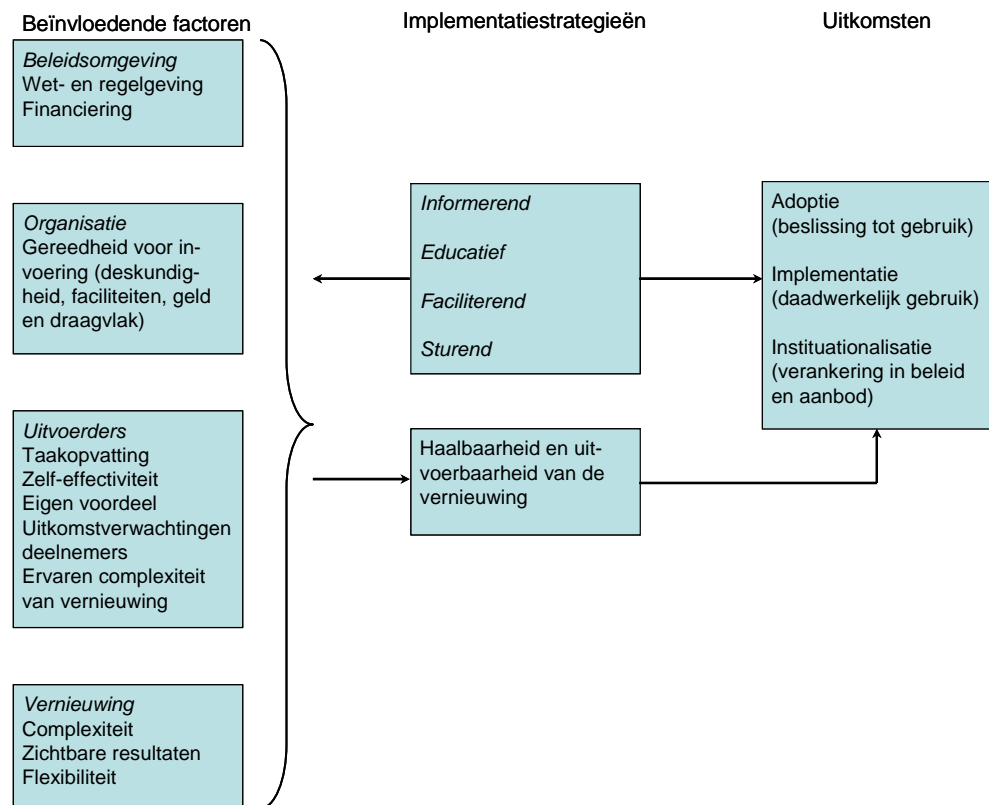 Beïnvloedende factoren
Implementatiestrategieën
Uitkomsten
Beleidsomgeving
Wet- en regelgeving
Financiering
Organisatie
Gereedheid voor in-
voering (deskundig-
heid, faciliteiten, geld
en draagvlak)
Uitvoerders
Taakopvatting
Zelf-effectiviteit
Eigen voordeel
Uitkomstverwachtingen
deelnemers
Ervaren complexiteit
van vernieuwing
Vernieuwing
Complexiteit
Zichtbare resultaten
Flexibiliteit
Informerend
Educatief
Faciliterend
Sturend
Haalbaarheid en uit-
voerbaarheid van de
vernieuwing
Adoptie
(beslissing tot gebruik)
Implementatie
(daadwerkelijk gebruik)
Instituationalisatie
(verankering in beleid
en aanbod)